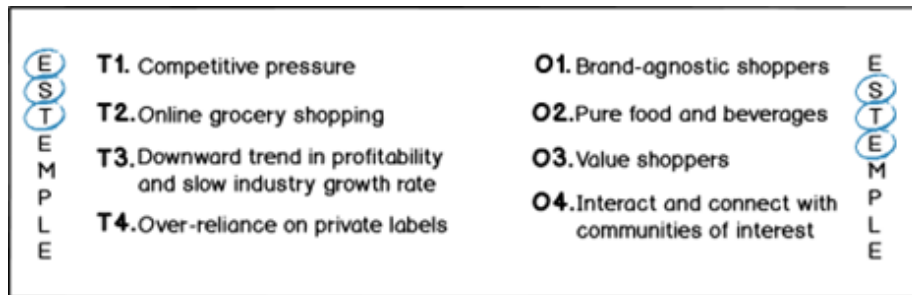 E
S
T
E
M
P
L
E
T1. Competitive pressure
T2. Online grocery shopping
T3. Downward trend in profitability
and slow industry growth rate
T4. Over-reliance on private labels
O1. Brand-agnostic shoppers
O2. Pure food and beverages
O3. Value shoppers
O4. Interact and connect with
communities of interest
E
S
T
E
M
P
L
E